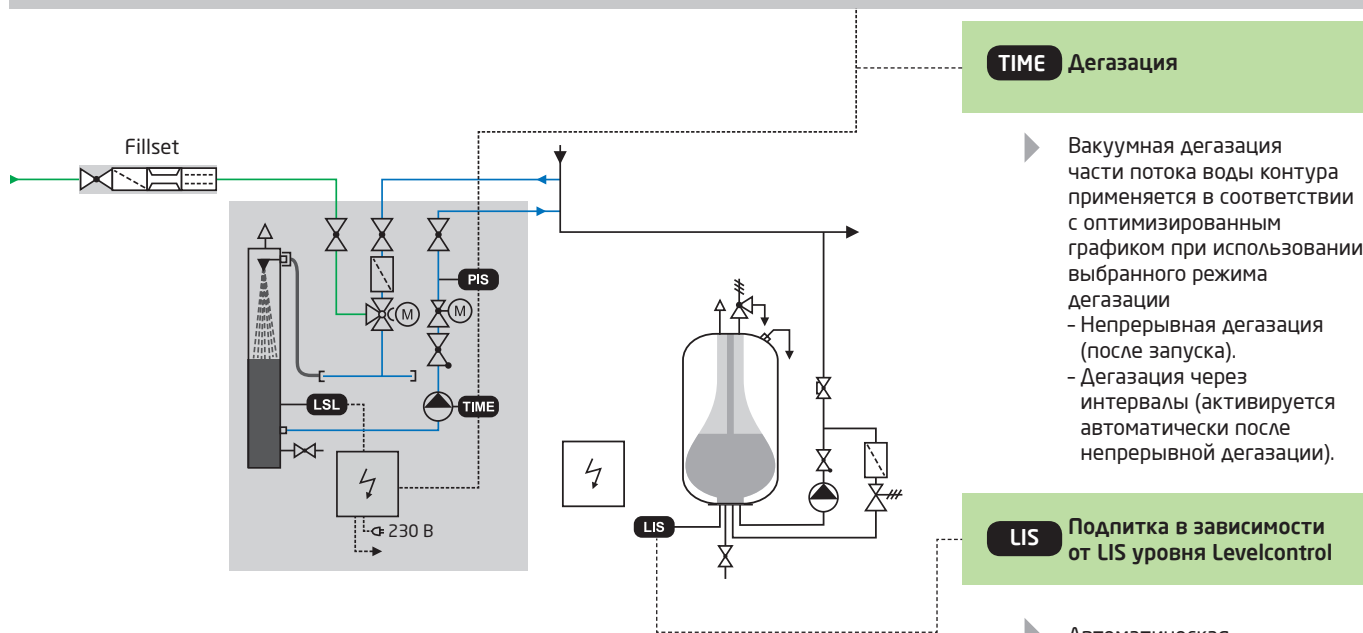 Fillset
PIS
M
M
LSL
TIME
230 В
LIS
TIME Дегазация
Вакуумная дегазация
части потока воды контура
применяется в соответствии
с оптимизированным
графиком при использовании
выбранного режима
дегазации
– Непрерывная дегазация
(после запуска).
– Дегазация через
интервалы (активируется
автоматически после
непрерывной дегазации).
LIS Подпитка в зависимости
от LIS уровня Levelcontrol
Автоматическая